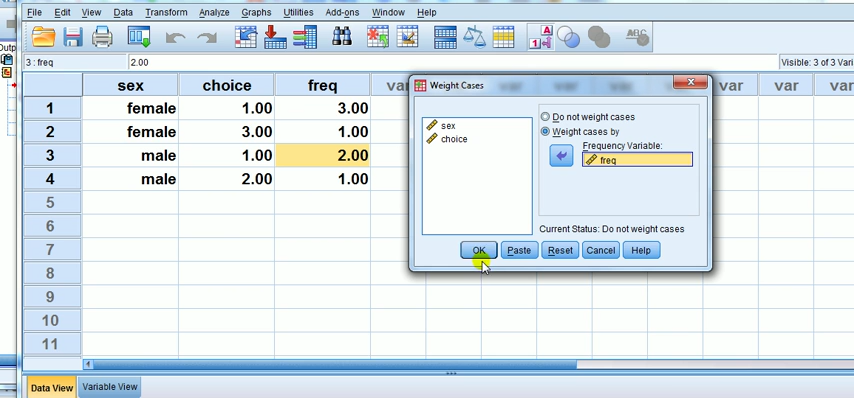 File Edit View Data Transform Analyze Graphs Utilities Add-ons Window Help
Outp
A
1
ABC
3 : freq 2.00 Visible: 3 of 3 Vari
sex choice freq var var var
1 female 1.00 3.00
2 female 3.00 1.00
3 male 1.00 2.00
4 male 2.00 1.00
5
6
7
8
9
10
11
Weight Cases
sex
choice
Do not weight cases
Weight cases by
Frequency Variable:
freq
Current Status: Do not weight cases
OK Paste Reset Cancel Help
Data View Variable View